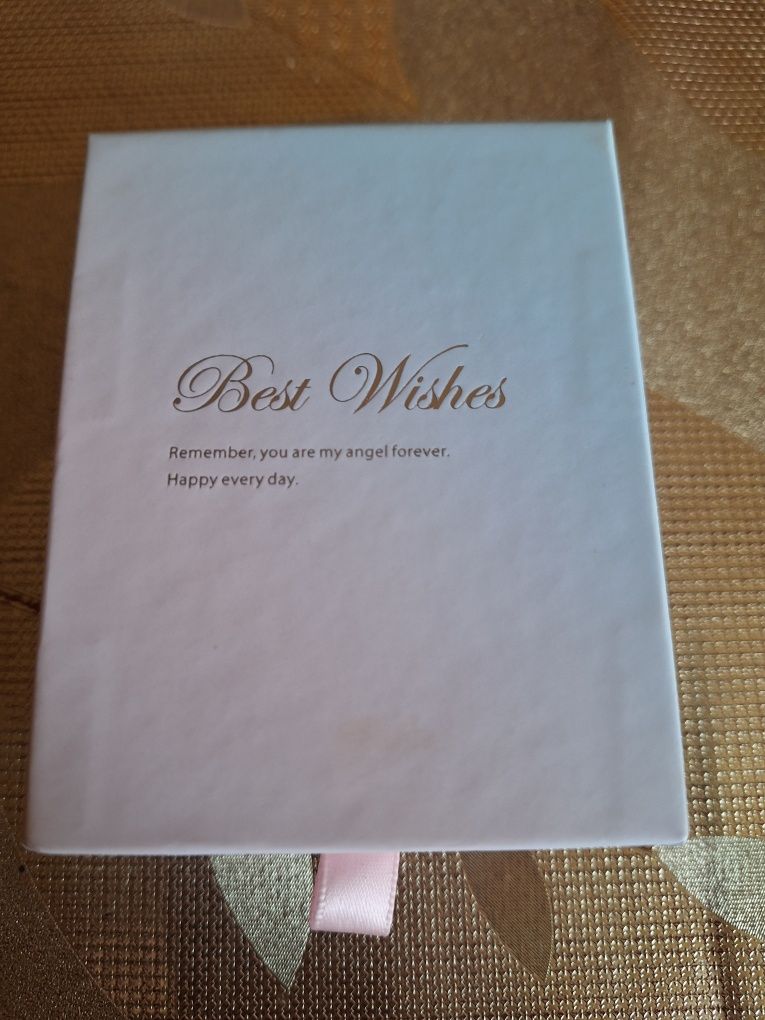 Best Wishes
Remember, you are my angel forever.
Happy every day.